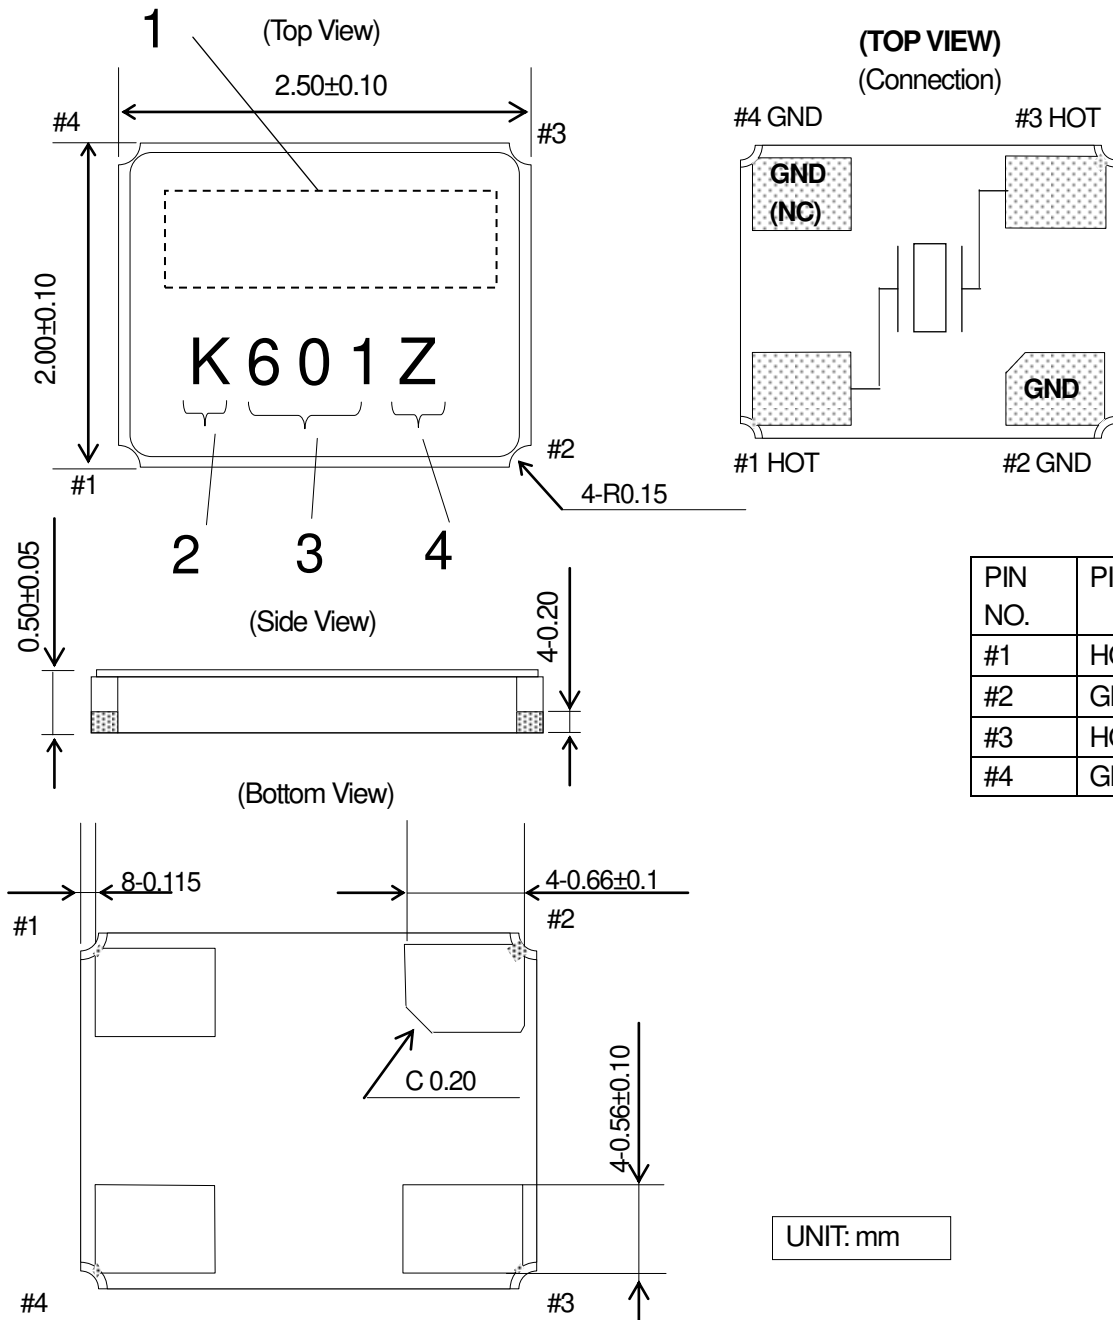 1
(Top View)
2.50±0.10
#4
#3
2.00±0.10
K 6 0 1 Z
#1
#2
4-R0.15
2
3
4
(TOP VIEW)
(Connection)
#4 GND
#3 HOT
GND
(NC)
GND
#1 HOT
#2 GND
0.50±0.05
(Side View)
4-0.20
PIN
NO.
#1
#2
#3
#4
(Bottom View)
8-0.115
4-0.66±0.1
#1
#2
C 0.20
4-0.56±0.10
UNIT: mm
#4
#3